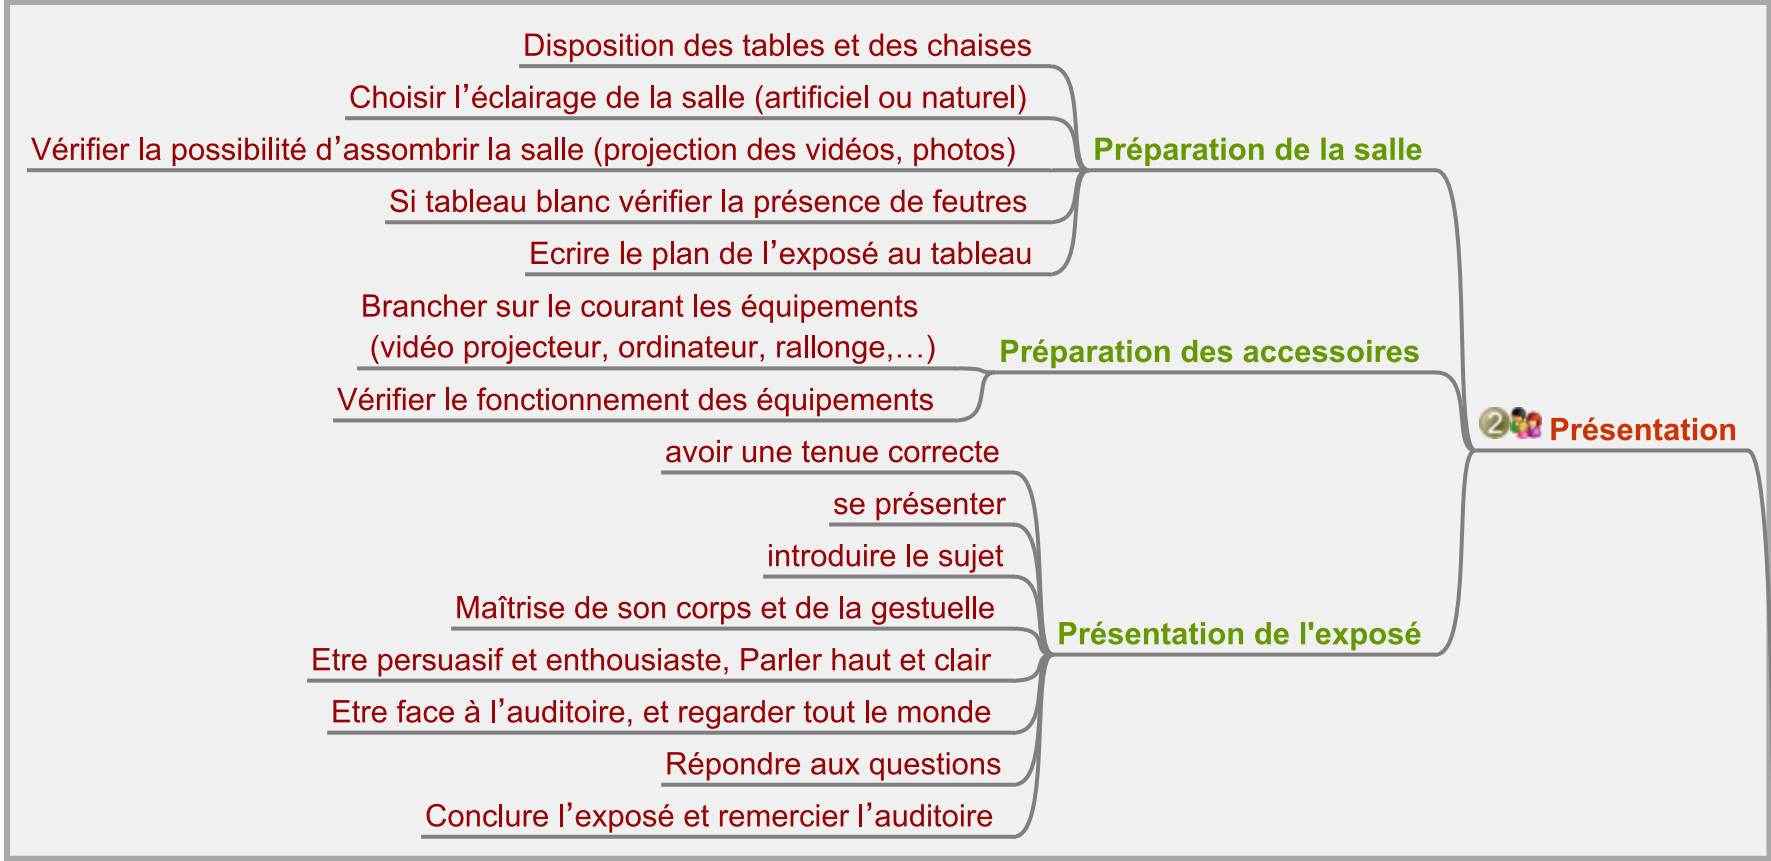 Disposition des tables et des chaises
Choisir l’éclairage de la salle (artificiel ou naturel)
Vérifier la possibilité d’assombrir la salle (projection des vidéos, photos)
Préparation de la salle
Si tableau blanc vérifier la présence de feutres
Ecrire le plan de l’exposé au tableau
Brancher sur le courant les équipements
(vidéo projecteur, ordinateur, rallonge,…)
Préparation des accessoires
Vérifier le fonctionnement des équipements
2 Présentation
avoir une tenue correcte
se présenter
introduire le sujet
Maîtrise de son corps et de la gestuelle
Présentation de l'exposé
Etre persuasif et enthousiaste, Parler haut et clair
Etre face à l’auditoire, et regarder tout le monde
Répondre aux questions
Conclure l’exposé et remercier l’auditoire